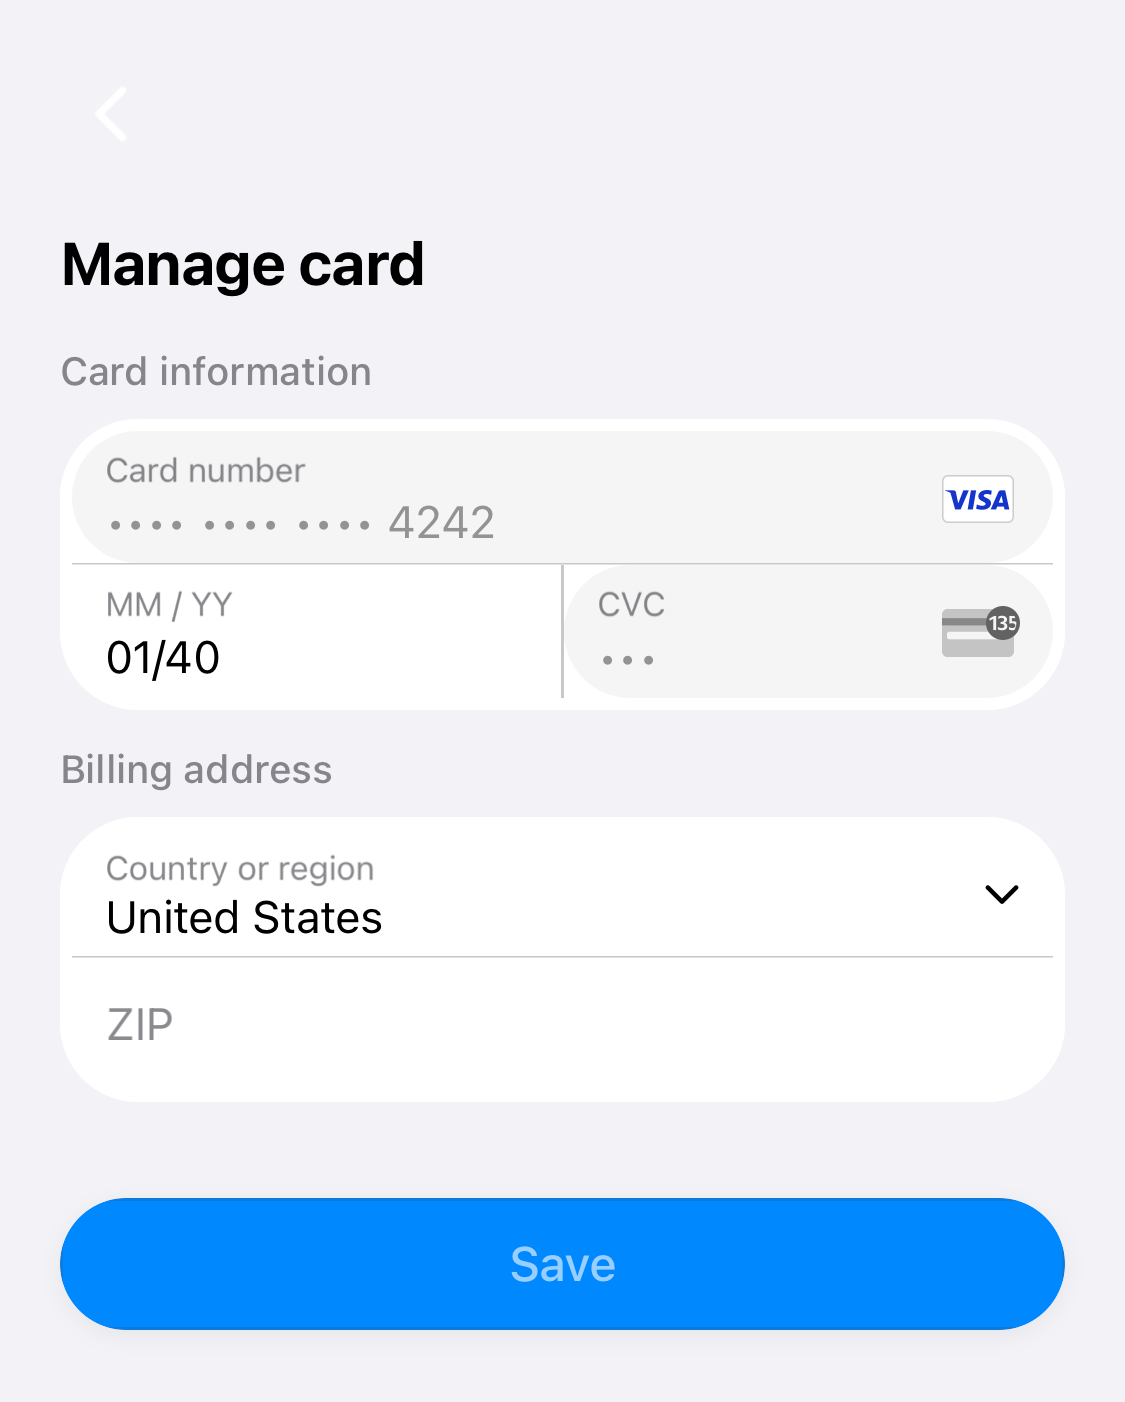 Manage card
Card information
Card number
•••• •••• •••• 4242
VISA
MM / YY
01/40
CVC
•••
135
Billing address
Country or region
United States
ZIP
Save